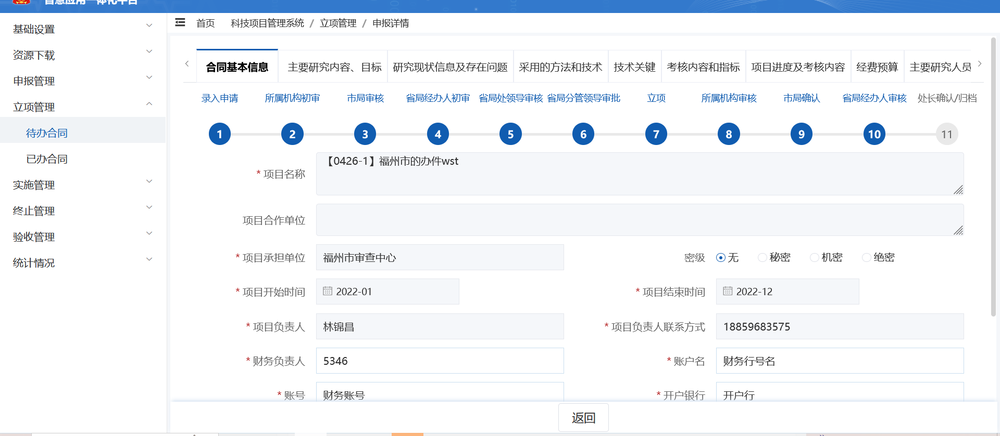 智慧应用一体化平台
首页 科技项目管理系统 / 立项管理 / 申报详情
基础设置
资源下载
申报管理
立项管理
待办合同
已办合同
实施管理
终止管理
验收管理
统计情况
合同基本信息 主要研究内容、目标 研究现状信息及存在问题 采用的方法和技术 技术关键 考核内容和指标 项目进度及考核内容 经费预算 主要研究人员
录入申请 所属机构初审 市局审核 省局经办人初审 省局处领导审核 省局分管领导审批 立项 所属机构审核 市局确认 省局经办人审核 处长确认/归档
1 2 3 4 5 6 7 8 9 10 11
* 项目名称 【0426-1】福州市的办件wst
项目合作单位
* 项目承担单位 福州市审查中心 密级 无 秘密 机密 绝密
* 项目开始时间 2022-01 * 项目结束时间 2022-12
* 项目负责人 林锦昌 * 项目负责人联系方式 18859683575
* 财务负责人 5346 * 账户名 财务行号名
* 账号 财务账号 * 开户银行 开户行
返回